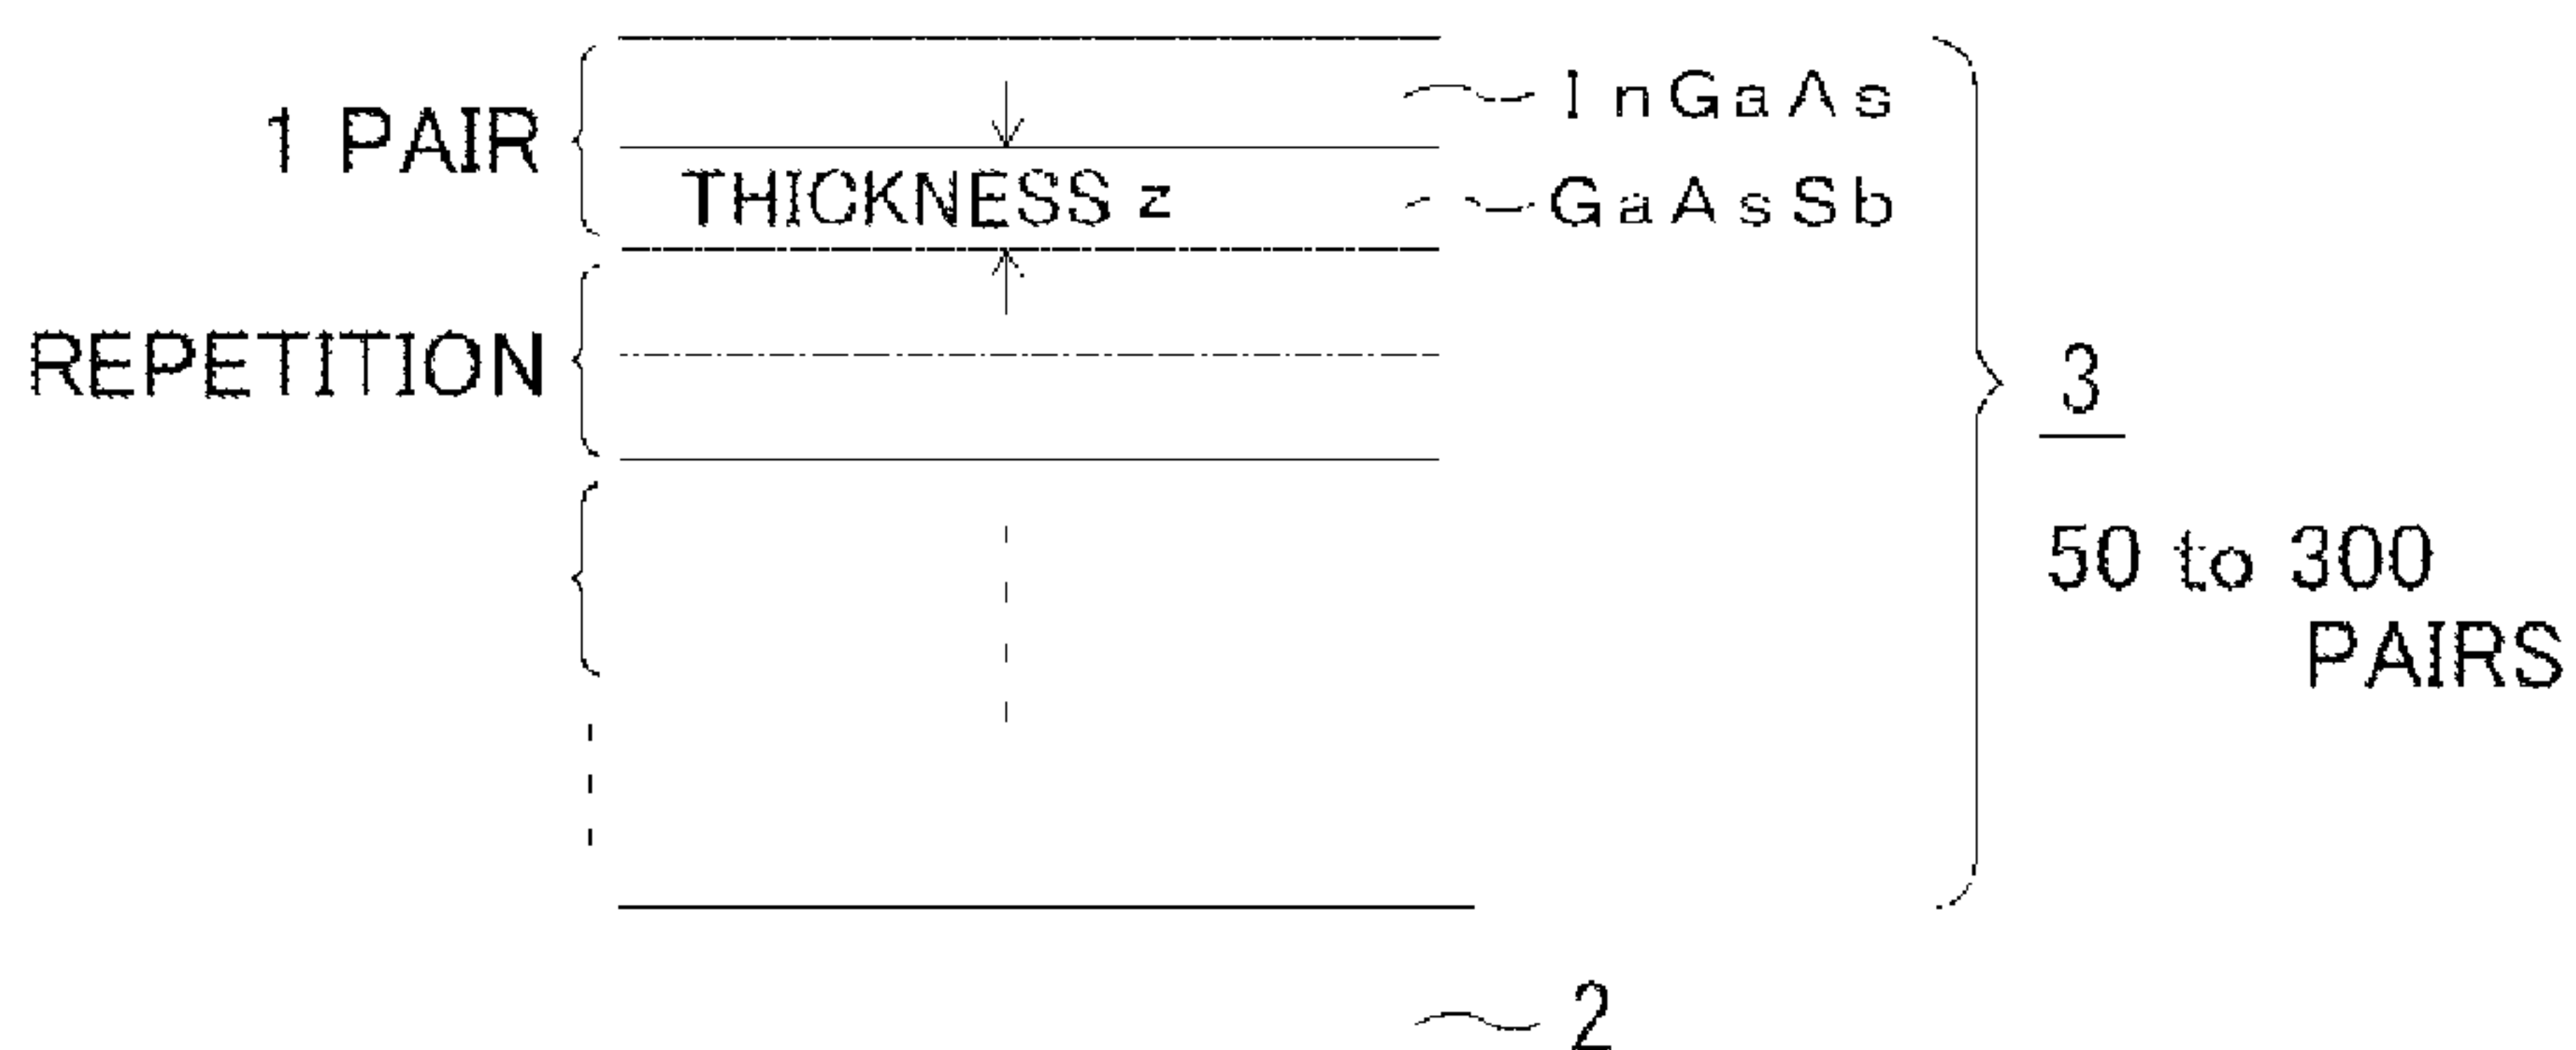 1 PAIR
InGaAs
THICKNESS z
GaAsSb
REPETITION
3
50 to 300
PAIRS
2